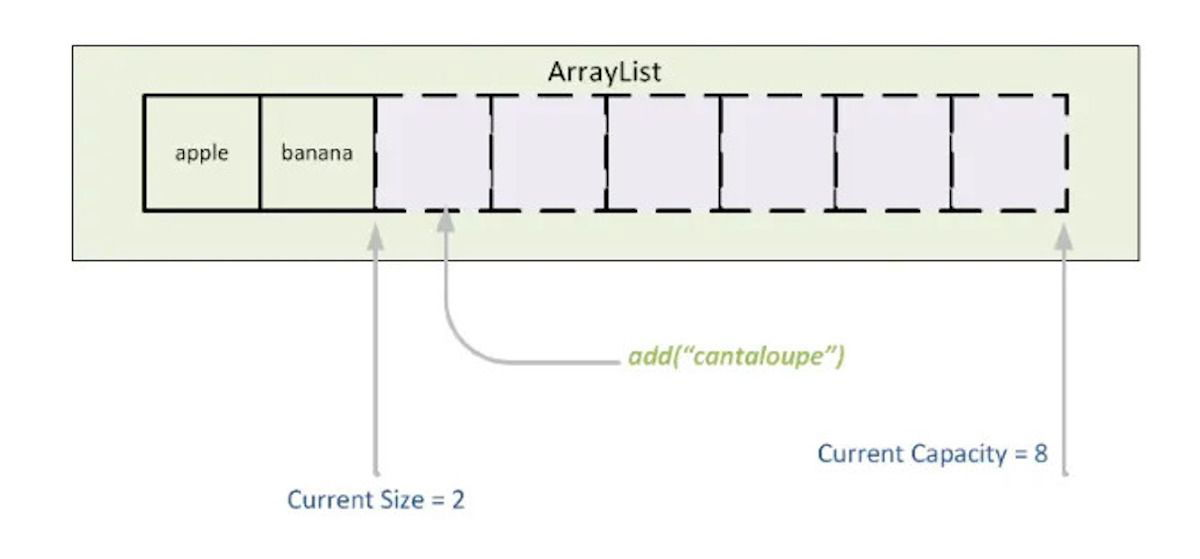 ArrayList
apple
banana
add(“cantaloupe”)
Current Capacity = 8
Current Size = 2